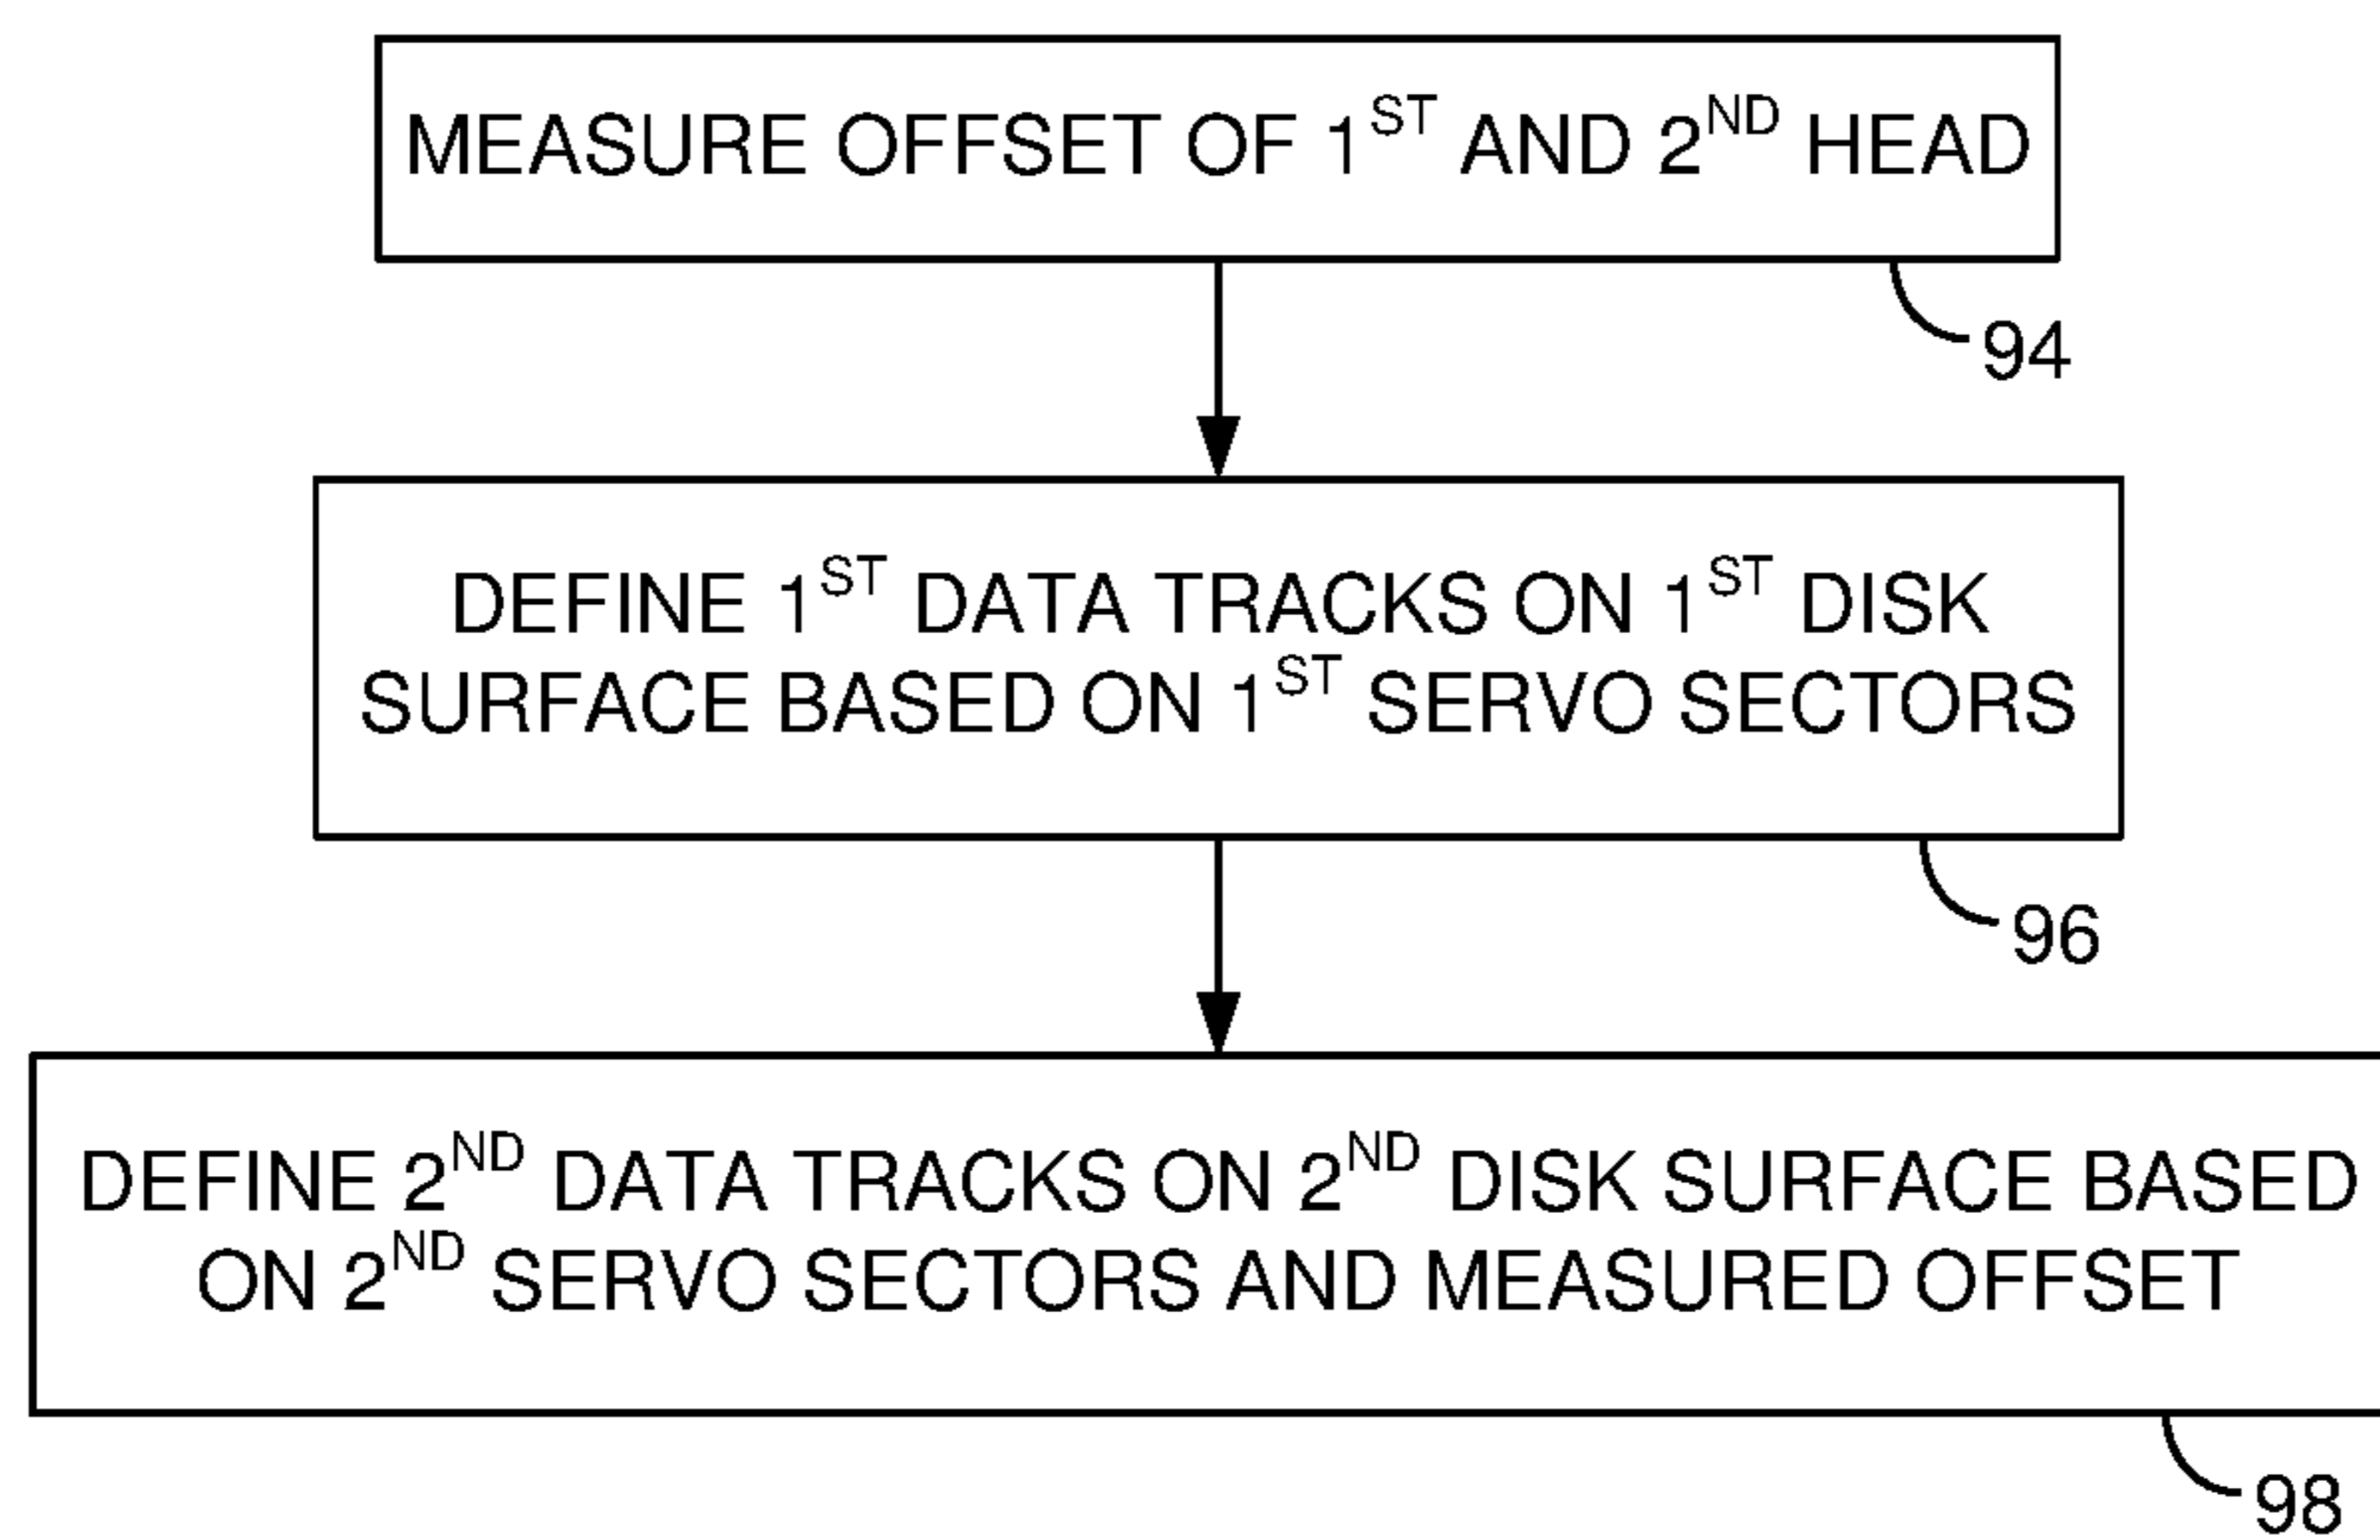 MEASURE OFFSET OF 1ST AND 2ND HEAD
94
DEFINE 1ST DATA TRACKS ON 1ST DISK
SURFACE BASED ON 1ST SERVO SECTORS
96
DEFINE 2ND DATA TRACKS ON 2ND DISK SURFACE BASED
ON 2ND SERVO SECTORS AND MEASURED OFFSET
98